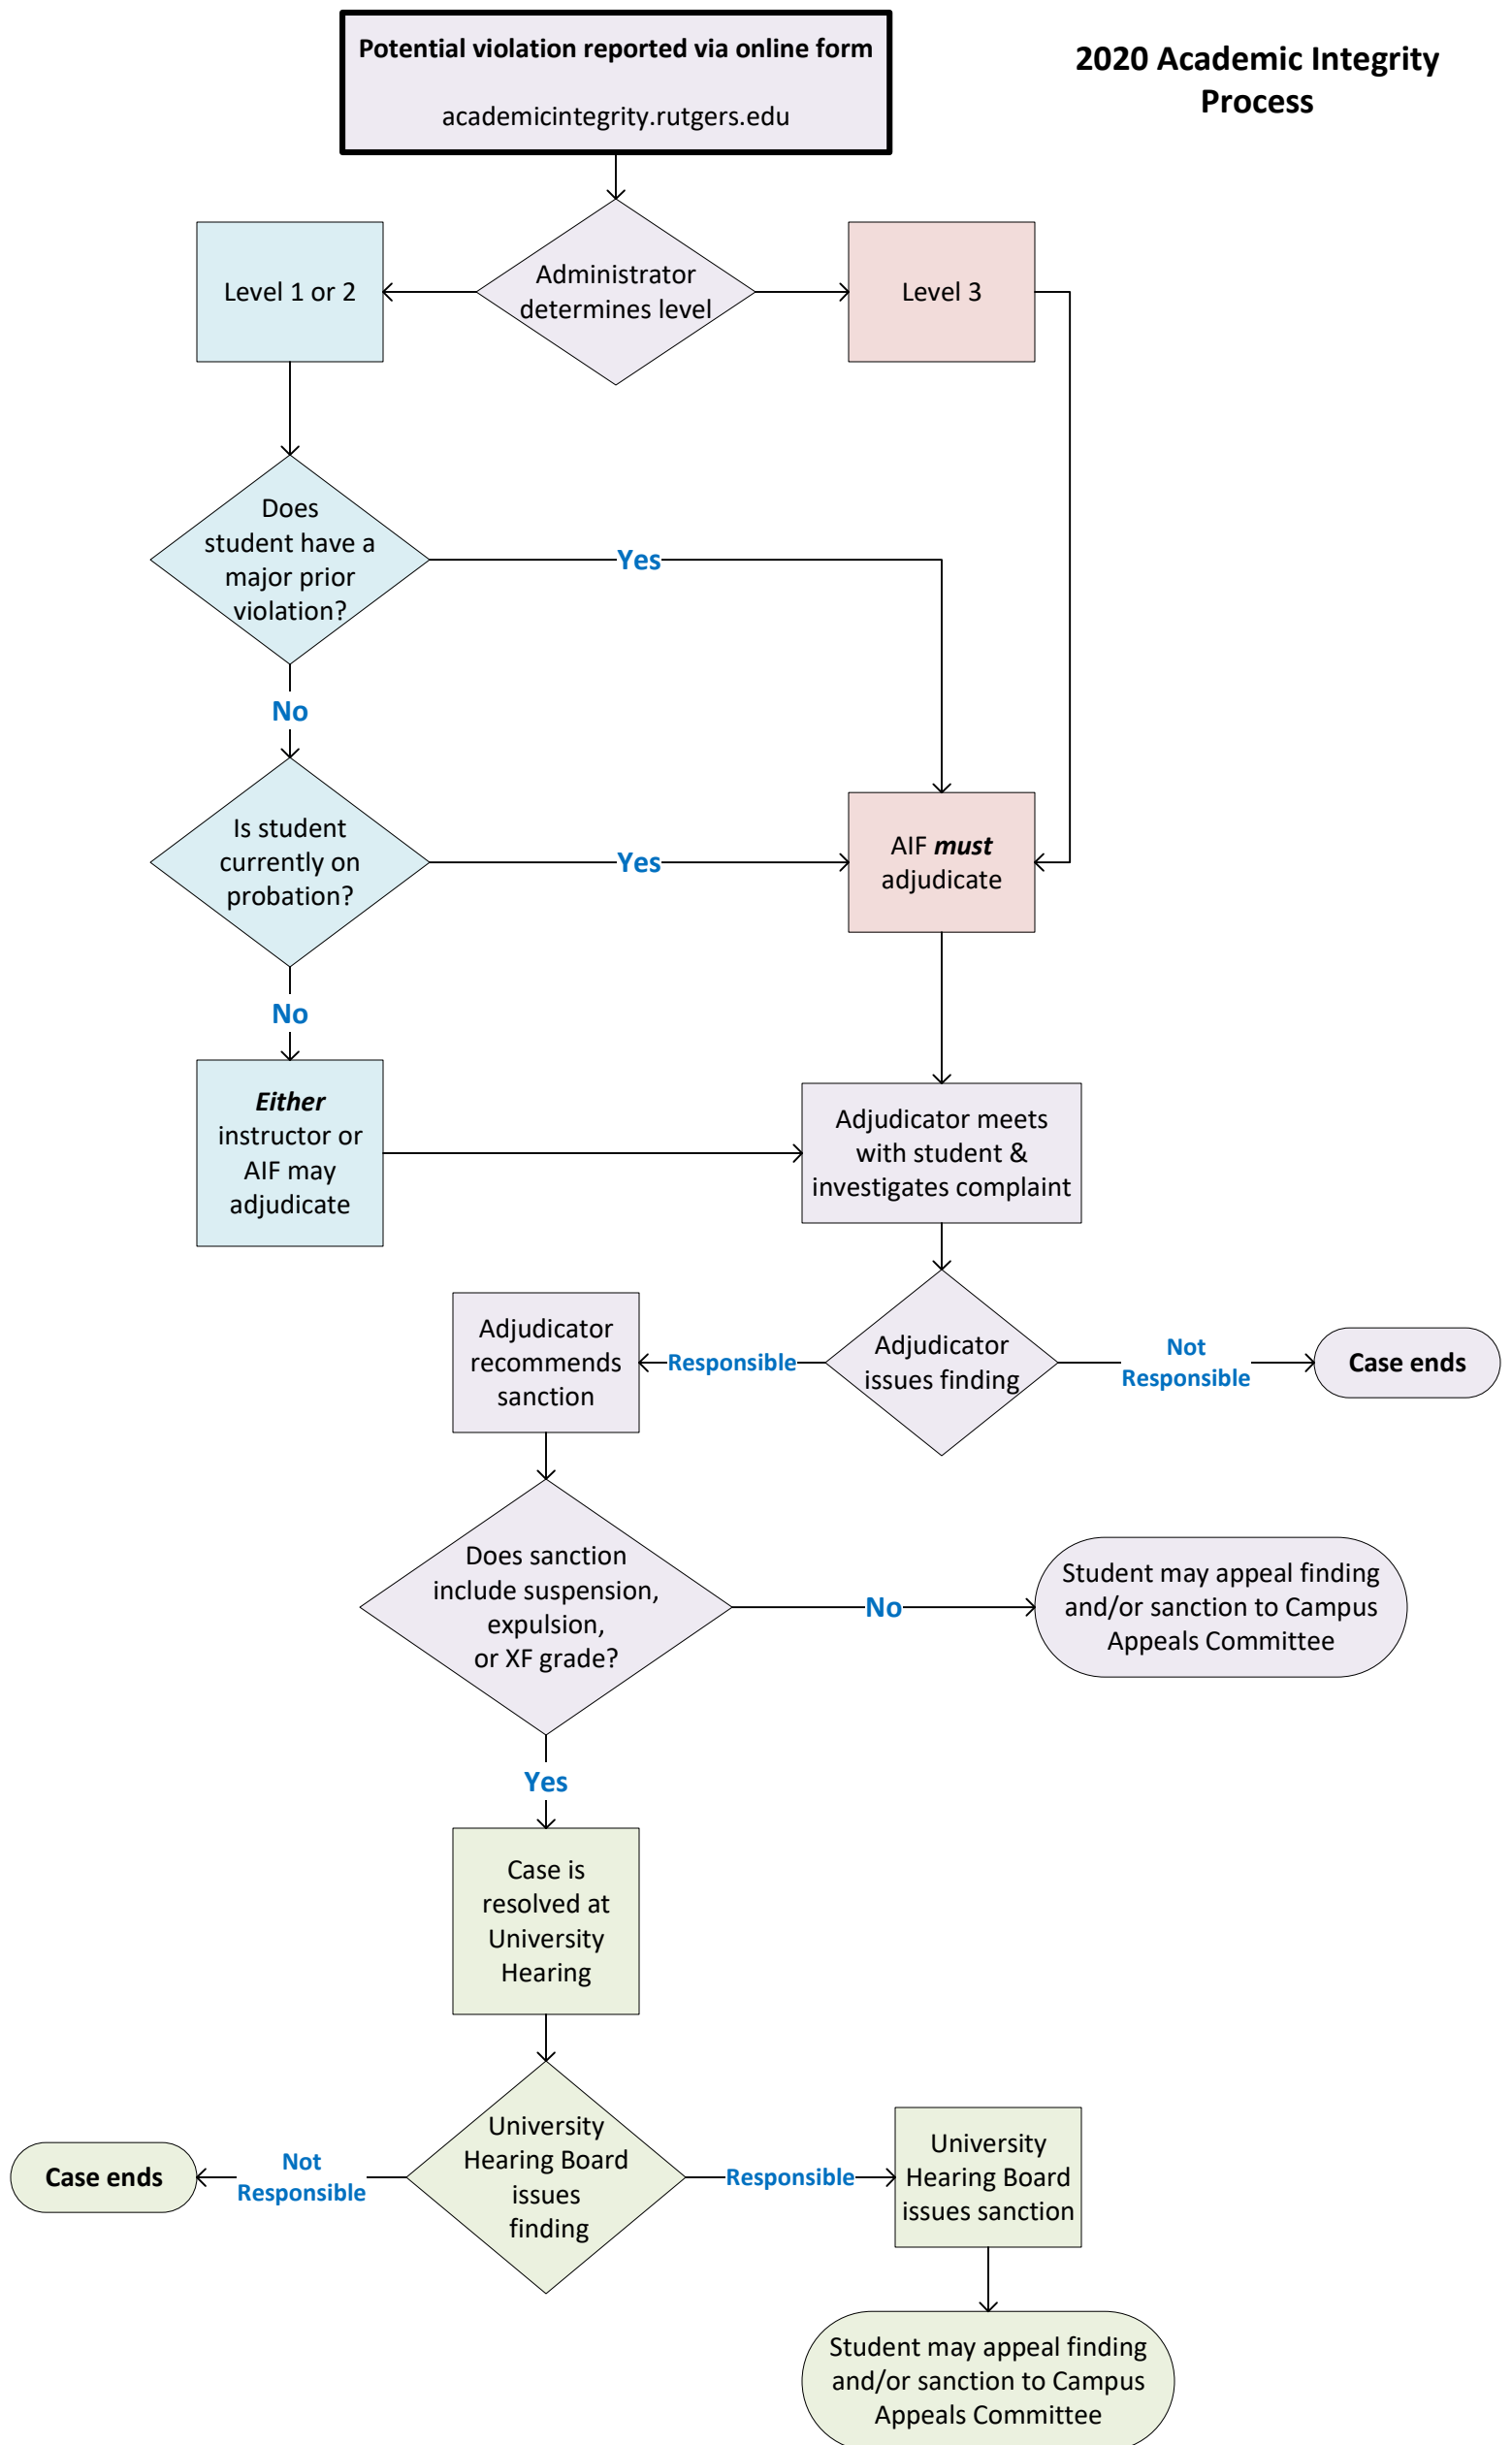 Potential violation reported via online form
academicintegrity.rutgers.edu
2020 Academic Integrity
Process
Administrator
determines level
Level 1 or 2
Level 3
Does
student have a
major prior
violation?
Yes
No
Is student
currently on
probation?
Yes
AIF must
adjudicate
No
Either
instructor or
AIF may
adjudicate
Adjudicator meets
with student &
investigates complaint
Adjudicator
issues finding
Responsible
Not
Responsible
Case ends
Adjudicator
recommends
sanction
Does sanction
include suspension,
expulsion,
or XF grade?
No
Student may appeal finding
and/or sanction to Campus
Appeals Committee
Yes
Case is
resolved at
University
Hearing
University
Hearing Board
issues
finding
Not
Responsible
Case ends
Responsible
University
Hearing Board
issues sanction
Student may appeal finding
and/or sanction to Campus
Appeals Committee